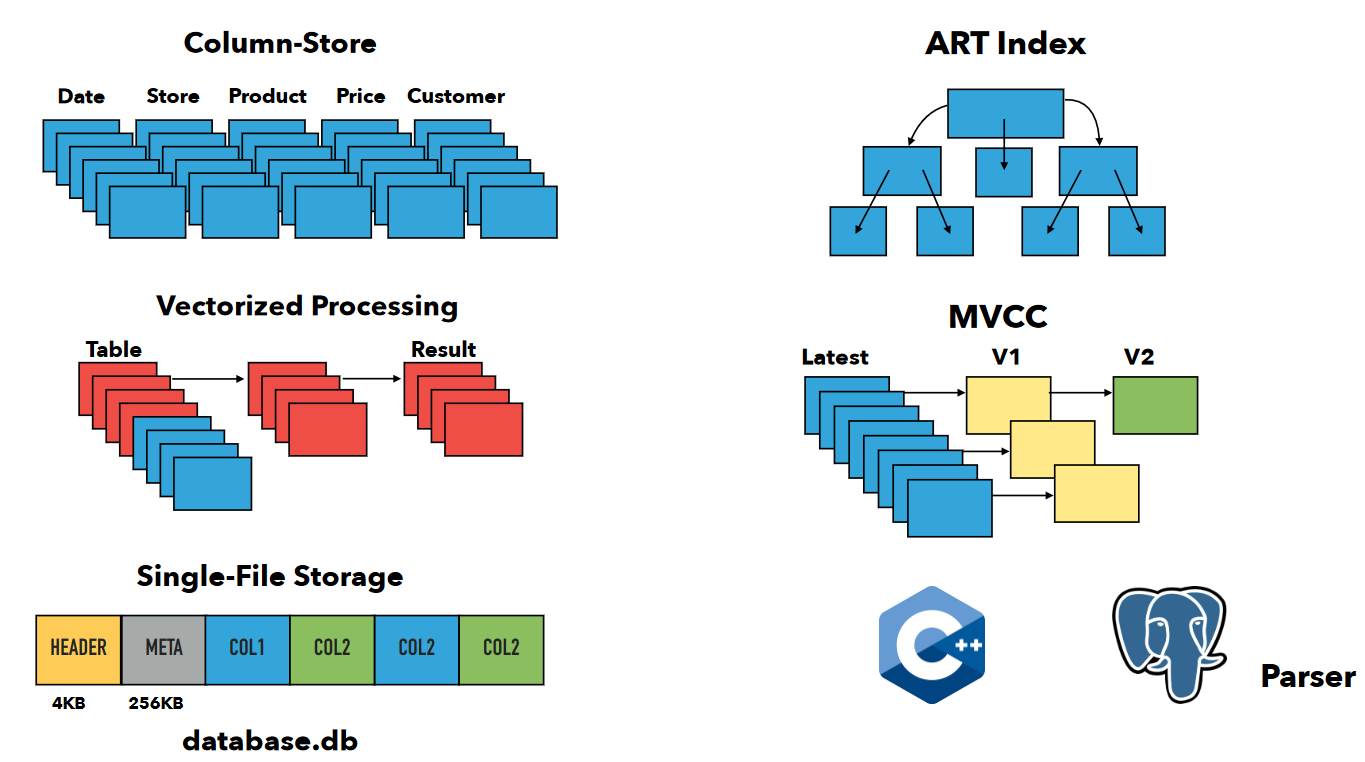 Column-Store
Date Store Product Price Customer
Vectorized Processing
Table Result
Single-File Storage
HEADER META COL1 COL2 COL2 COL2
4KB 256KB
database.db
ART Index
MVCC
Latest V1 V2
C++
Parser